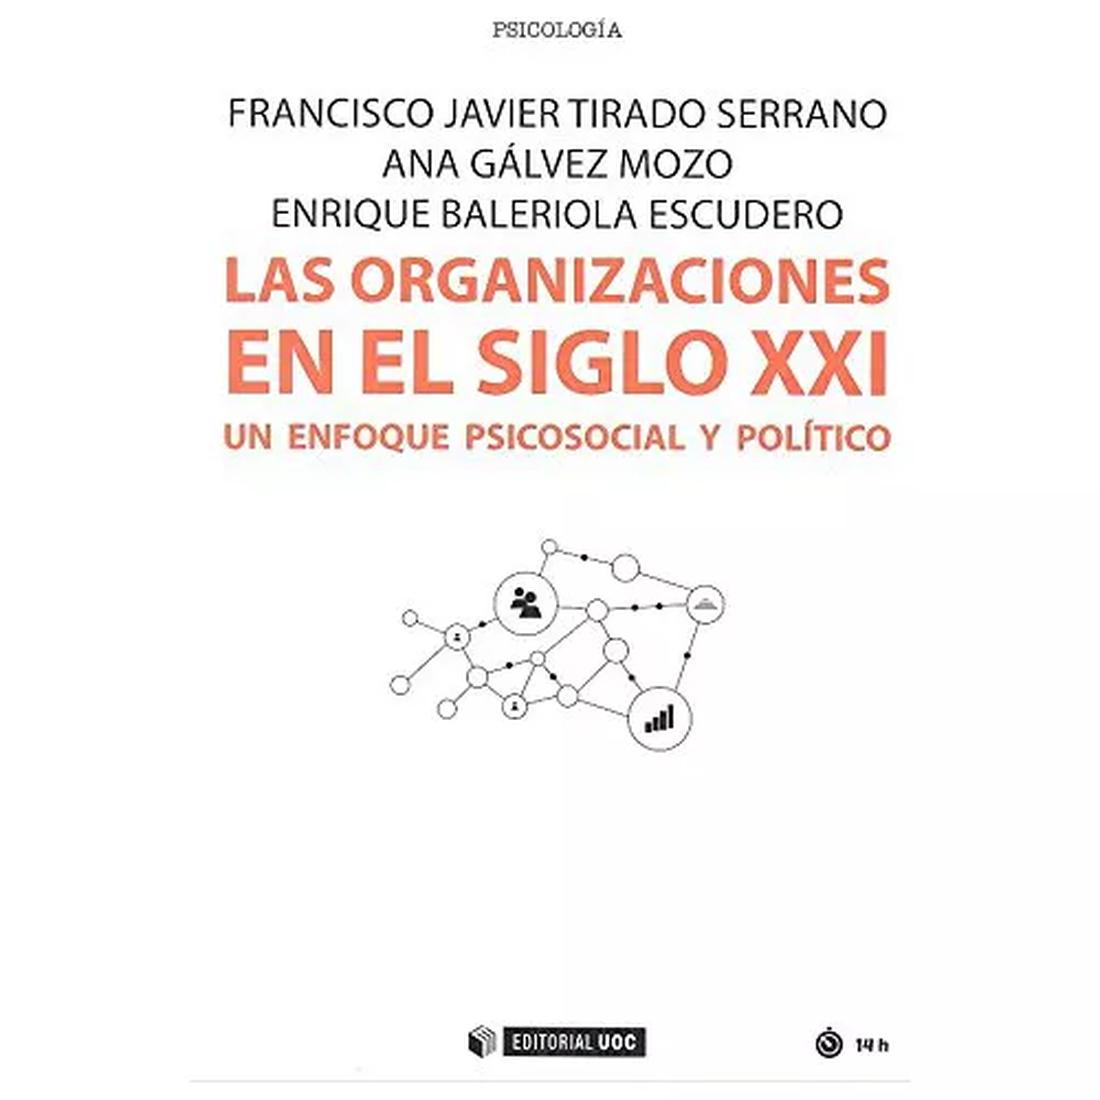 PSICOLOGÍA
FRANCISCO JAVIER TIRADO SERRANO
ANA GÁLVEZ MOZO
ENRIQUE BALERIOLA ESCUDERO
LAS ORGANIZACIONES
EN EL SIGLO XXI
UN ENFOQUE PSICOSOCIAL Y POLÍTICO
EDITORIAL UOC
14 h